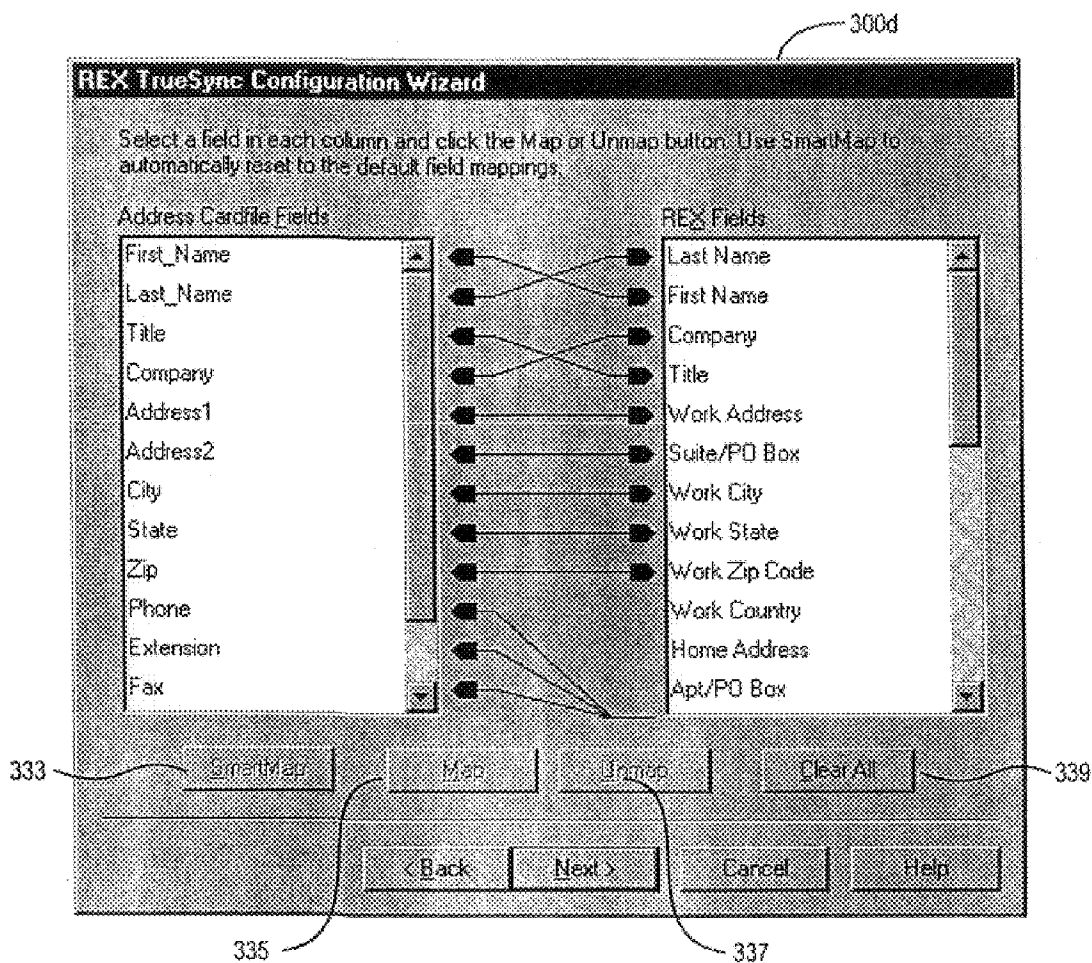 300d
REX TrueSync Configuration Wizard
Select a field in each column and click the Map or Unmap button. Use SmartMap to
automatically reset to the default field mappings.
Address Cardfile Fields
REX Fields
First_Name
Last_Name
Title
Company
Address1
Address2
City
State
Zip
Phone
Extension
Fax
Last Name
First Name
Company
Title
Work Address
Suite/PO Box
Work City
Work State
Work Zip Code
Work Country
Home Address
Apt/PO Box
333
SmartMap
Map
Unmap
Clear All
339
< Back
Next >
Cancel
Help
335
337